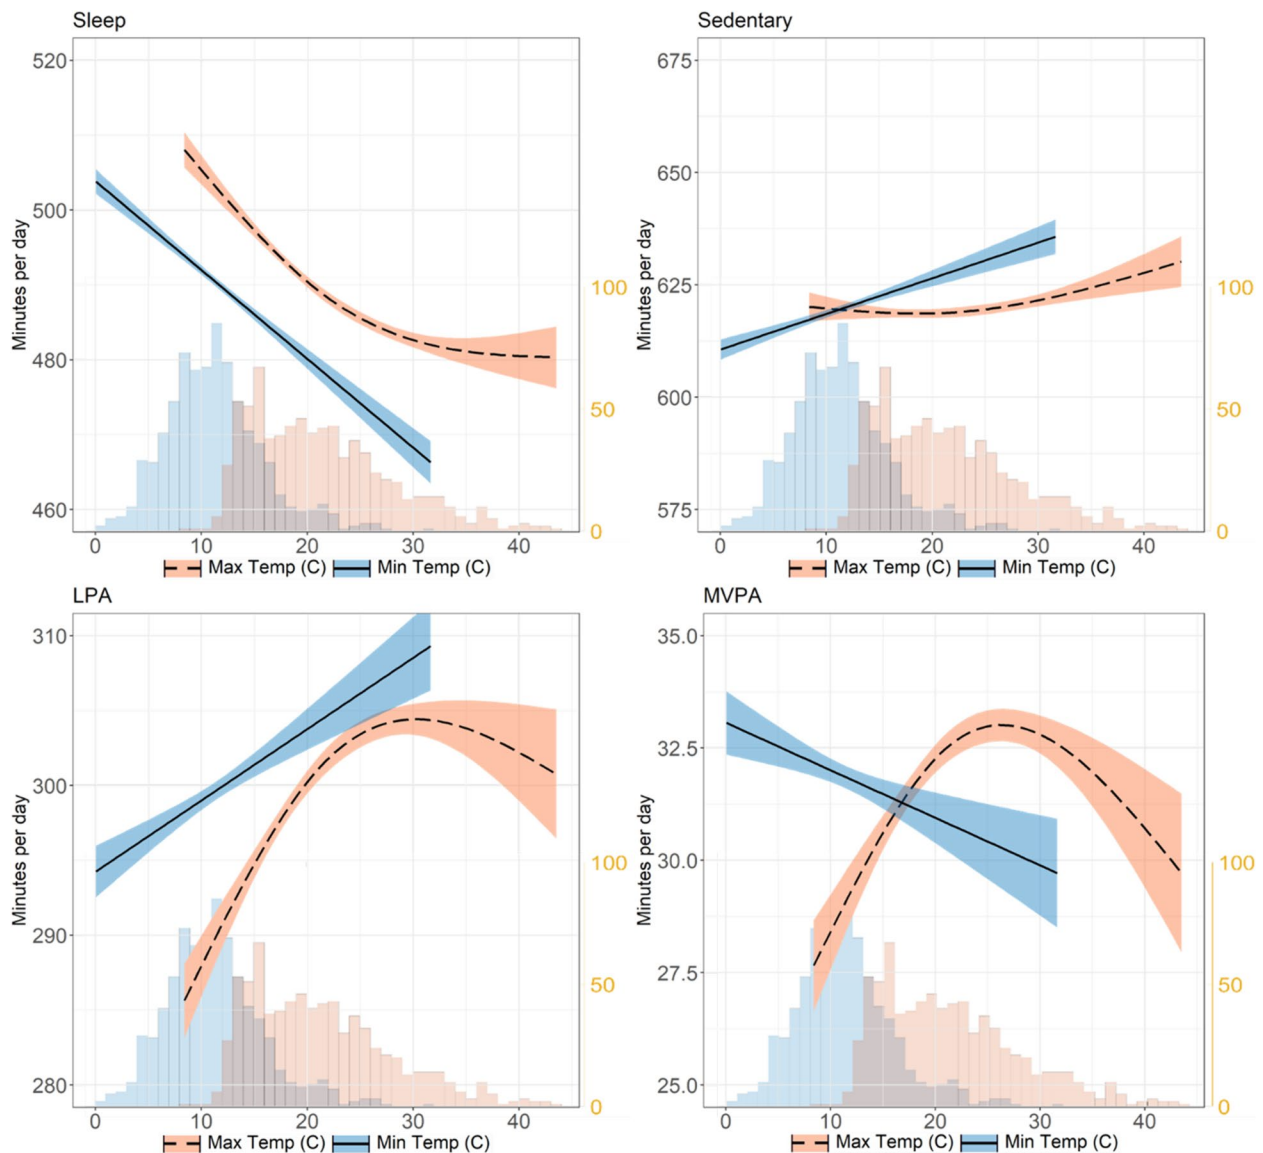 Sleep
Minutes per day
520
500
480
460
100
50
0
0 10 20 30 40
Max Temp (C) Min Temp (C)
Sedentary
Minutes per day
675
650
625
600
575
100
50
0
0 10 20 30 40
Max Temp (C) Min Temp (C)
LPA
Minutes per day
310
300
290
280
100
50
0
0 10 20 30 40
Max Temp (C) Min Temp (C)
MVPA
Minutes per day
35.0
32.5
30.0
27.5
25.0
100
50
0
0 10 20 30 40
Max Temp (C) Min Temp (C)